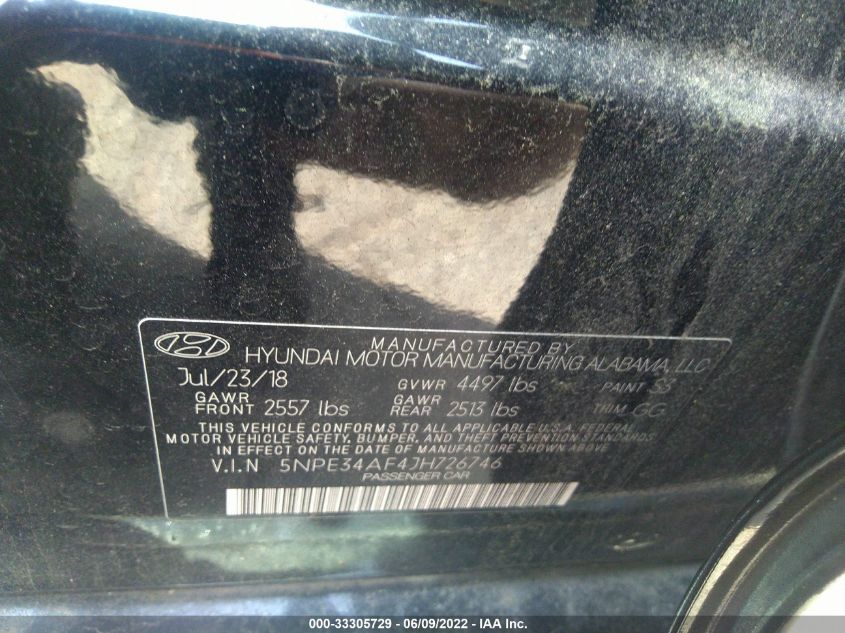 MANUFACTURED BY
HYUNDAI MOTOR MANUFACTURING ALABAMA, LLC
Jul/23/18 GVWR 4497 lbs PAINT S3
GAWR FRONT 2557 lbs GAWR REAR 2513 lbs TRIM GG
THIS VEHICLE CONFORMS TO ALL APPLICABLE U.S.A. FEDERAL
MOTOR VEHICLE SAFETY, BUMPER, AND THEFT PREVENTION STANDARDS
IN EFFECT ON THE DATE OF MANUFACTURE SHOWN ABOVE
V.I.N 5NPE34AF4JH726746
PASSENGER CAR
000-33305729 - 06/09/2022 - IAA Inc.